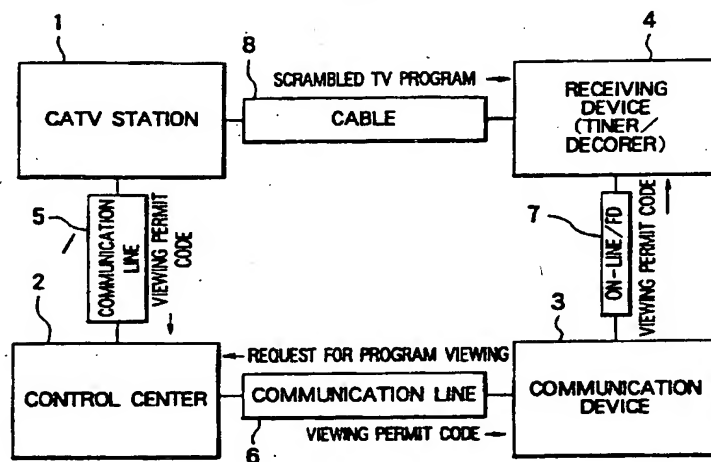 1
8
4
CATV STATION
SCRAMBLED TV PROGRAM →
CABLE
RECEIVING
DEVICE
(TINER/
DECORER)
5
COMMUNICATION
LINE
VIEWING PERMIT
CODE →
7
ON-LINE/FD
VIEWING PERMIT CODE →
2
3
CONTROL CENTER
← REQUEST FOR PROGRAM VIEWING
COMMUNICATION LINE
6
VIEWING PERMIT CODE →
COMMUNICATION
DEVICE